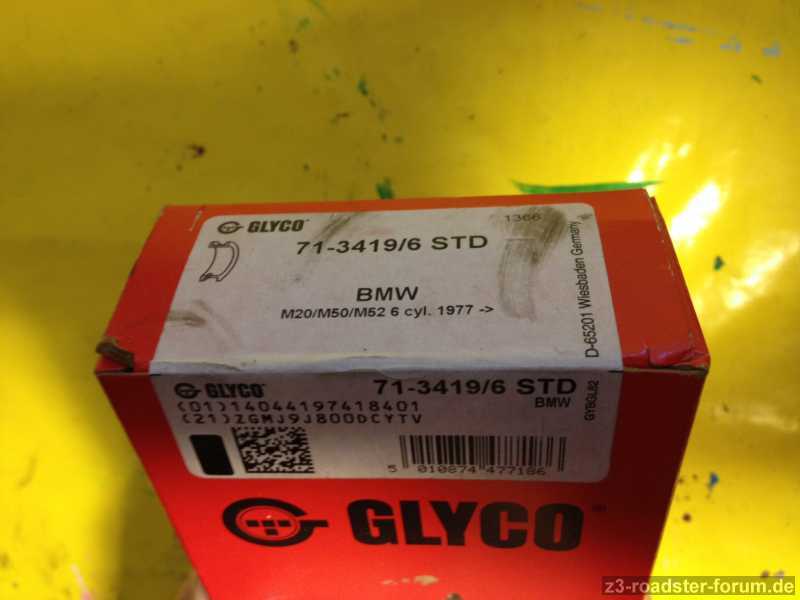 GLYCO
1366
71-3419/6 STD
BMW
M20/M50/M52 6 cyl. 1977 ->
D-65201 Wiesbaden Germany
GLYCO
71-3419/6 STD
BMW
GYBGL82
(01)14044197418401
(21)ZGMJ9J800DCYTV
5 010874 477186
GLYCO®
z3-roadster-forum.de